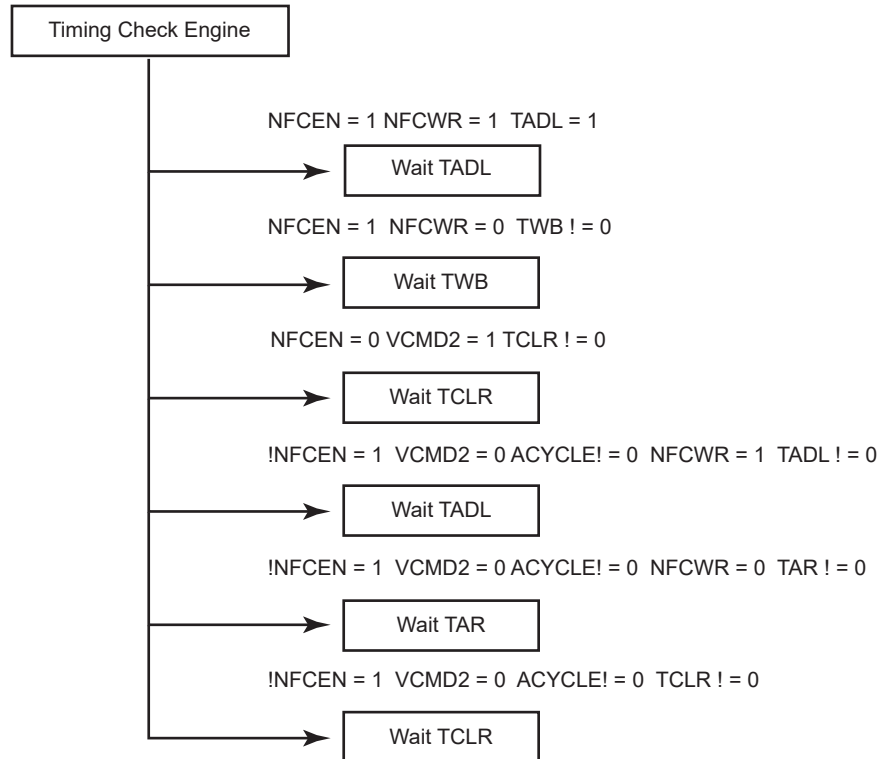 Timing Check Engine
NFCEN = 1 NFCWR = 1 TADL = 1
Wait TADL
NFCEN = 1 NFCWR = 0 TWB ! = 0
Wait TWB
NFCEN = 0 VCMD2 = 1 TCLR ! = 0
Wait TCLR
!NFCEN = 1 VCMD2 = 0 ACYCLE! = 0 NFCWR = 1 TADL ! = 0
Wait TADL
!NFCEN = 1 VCMD2 = 0 ACYCLE! = 0 NFCWR = 0 TAR ! = 0
Wait TAR
!NFCEN = 1 VCMD2 = 0 ACYCLE! = 0 TCLR ! = 0
Wait TCLR